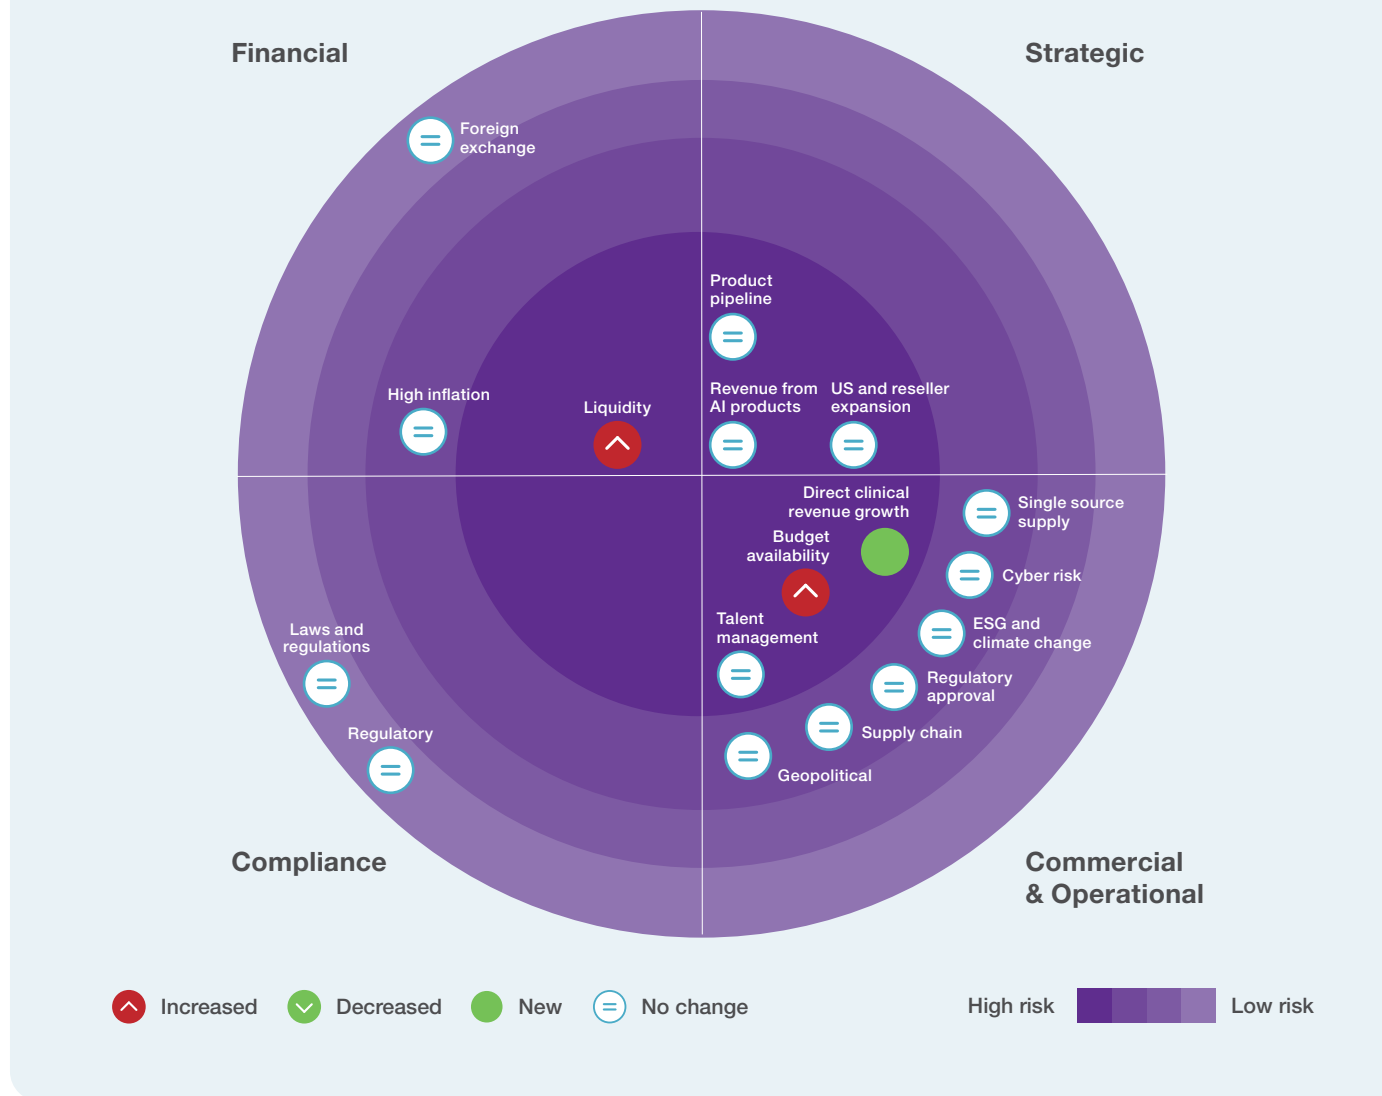 Financial
Strategic
Foreign
exchange
Product
pipeline
High inflation
Liquidity
Revenue from
AI products
US and reseller
expansion
Direct clinical
revenue growth
Single source
supply
Budget
availability
Cyber risk
Talent
management
ESG and
climate change
Laws and
regulations
Regulatory
approval
Regulatory
Supply chain
Geopolitical
Compliance
Commercial
& Operational
Increased
Decreased
New
No change
High risk
Low risk